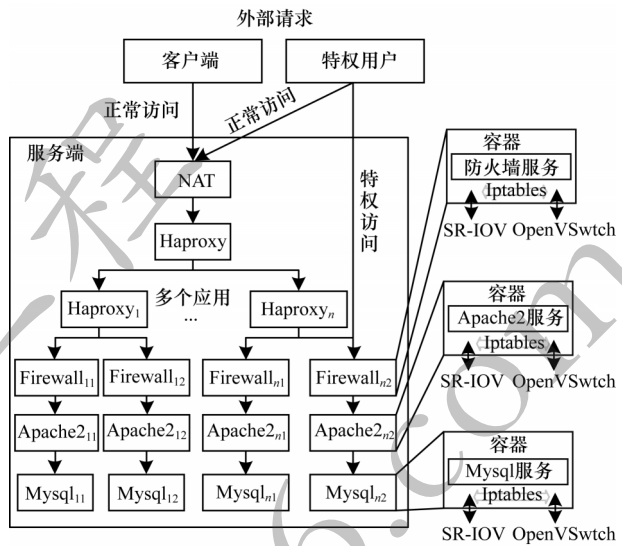 外部请求
客户端
特权用户
正常访问
正常访问
服务端
NAT
特权访问
Haproxy
Haproxy₁
多个应用
...
Haproxyₙ
Firewall₁₁
Firewall₁₂
Firewallₙ₁
Firewallₙ₂
Apache2₁₁
Apache2₁₂
Apache2ₙ₁
Apache2ₙ₂
Mysql₁₁
Mysql₁₂
Mysqlₙ₁
Mysqlₙ₂
容器
防火墙服务
Iptables
SR-IOV OpenVSwtch
容器
Apache2服务
Iptables
SR-IOV OpenVSwtch
容器
Mysql服务
Iptables
SR-IOV OpenVSwtch